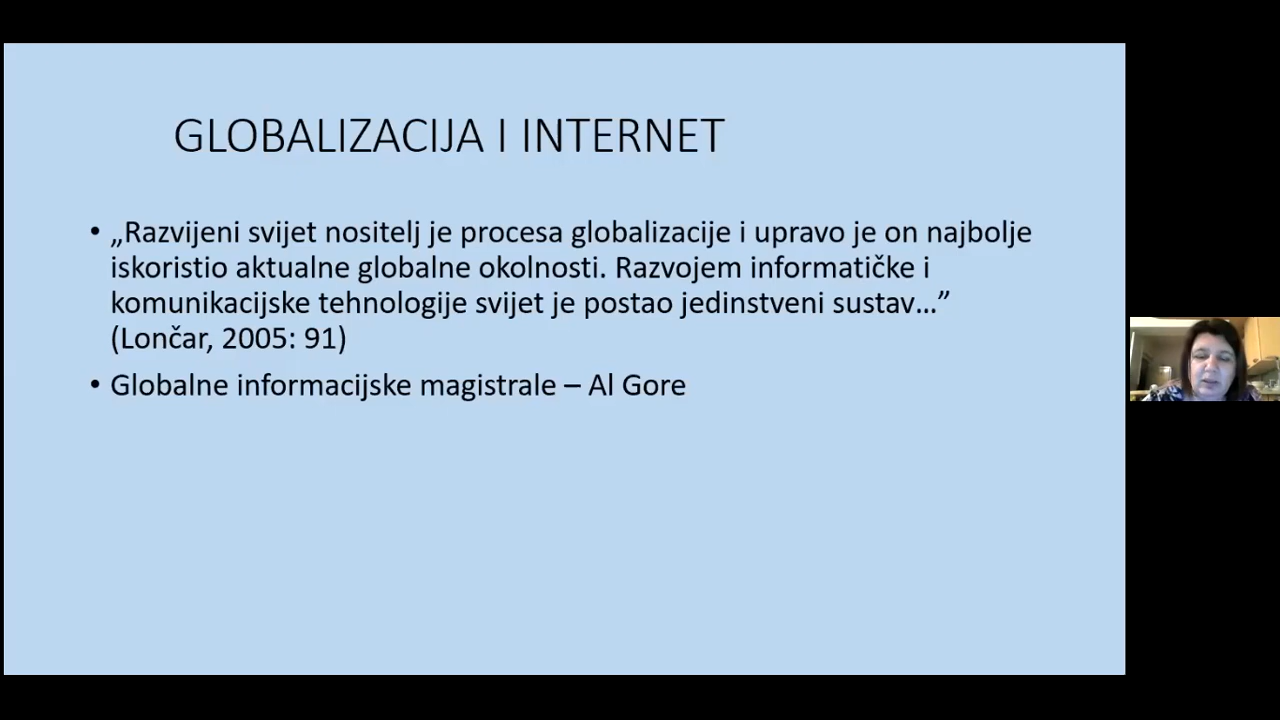 GLOBALIZACIJA I INTERNET
• „Razvijeni svijet nositelj je procesa globalizacije i upravo je on najbolje
iskoristio aktualne globalne okolnosti. Razvojem informatičke i
komunikacijske tehnologije svijet je postao jedinstveni sustav…”
(Lončar, 2005: 91)
• Globalne informacijske magistrale – Al Gore